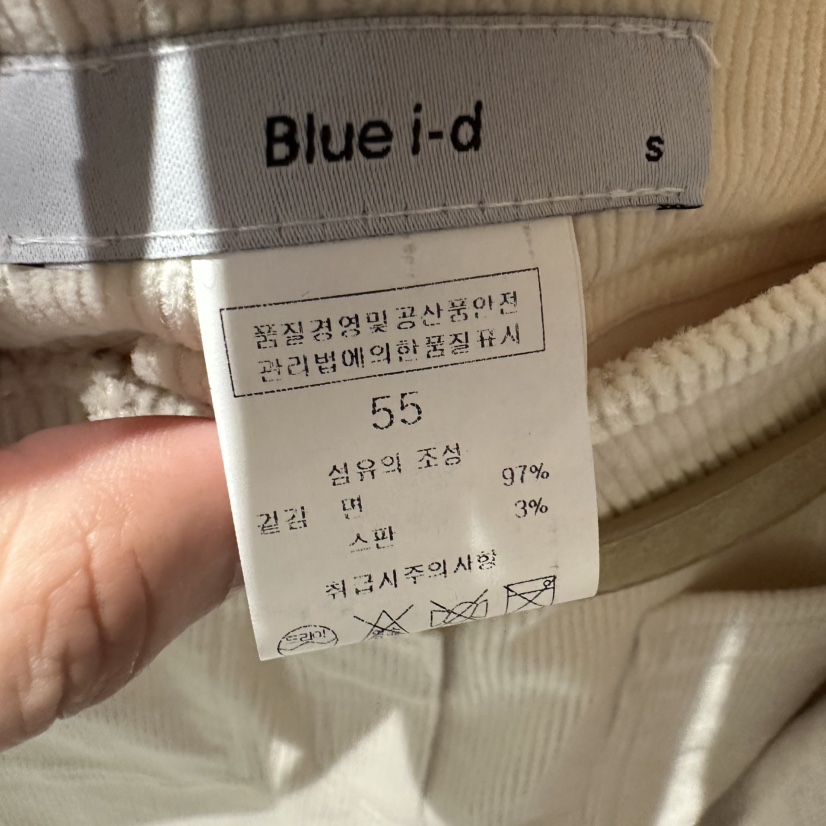 Blue i-d
S
품질경영및공산품안전
관리법에의한품질표시
55
섬유의 조성
겉감 면 97%
스판 3%
취급시주의사항
드라이